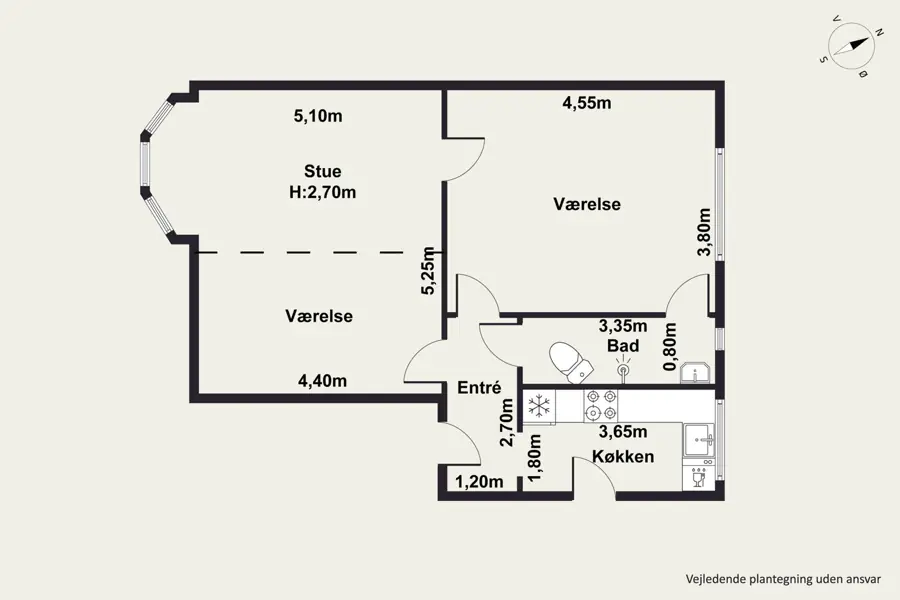 V
N
S
Ø
5,10m
Stue
H:2,70m
4,55m
Værelse
3,80m
5,25m
Værelse
4,40m
3,35m
Bad
0,80m
Entré
2,70m
1,20m
3,65m
Køkken
1,80m
Vejledende plantegning uden ansvar